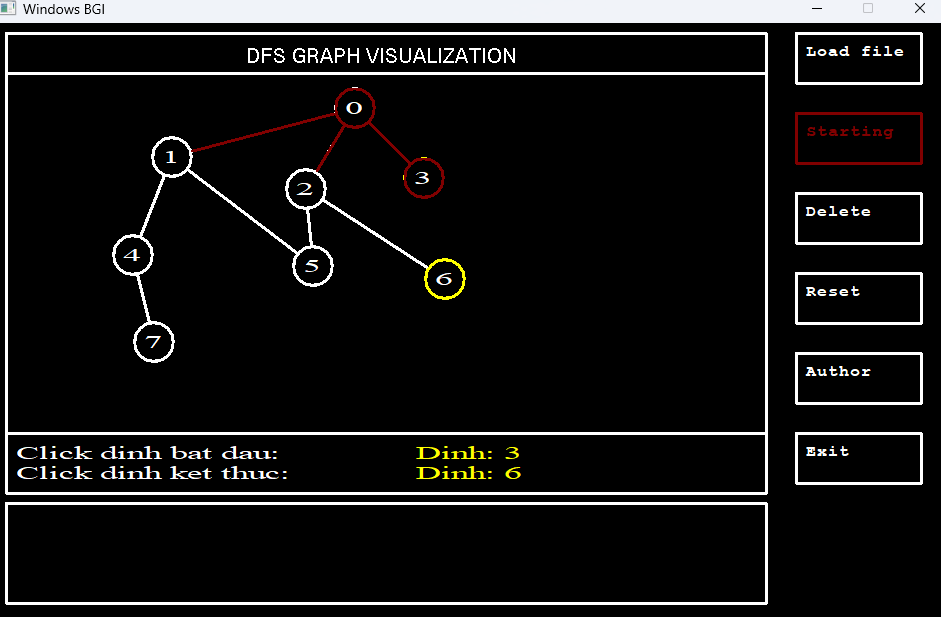 Windows BGI
DFS GRAPH VISUALIZATION
Load file
Starting
Delete
Reset
Author
Exit
0
1
2
3
4
5
6
7
Click dinh bat dau: Dinh: 3
Click dinh ket thuc: Dinh: 6